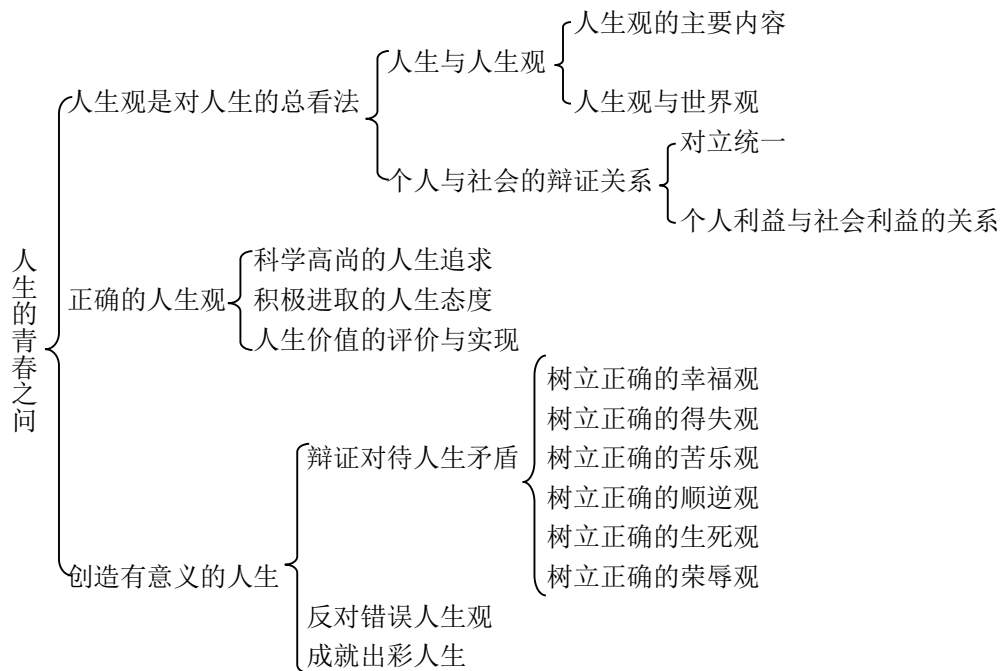 人生的青春之问
人生观是对人生的总看法
人生与人生观
人生观的主要内容
人生观与世界观
个人与社会的辩证关系
对立统一
个人利益与社会利益的关系
正确的人生观
科学高尚的人生追求
积极进取的人生态度
人生价值的评价与实现
创造有意义的人生
辩证对待人生矛盾
树立正确的幸福观
树立正确的得失观
树立正确的苦乐观
树立正确的顺逆观
树立正确的生死观
树立正确的荣辱观
反对错误人生观
成就出彩人生